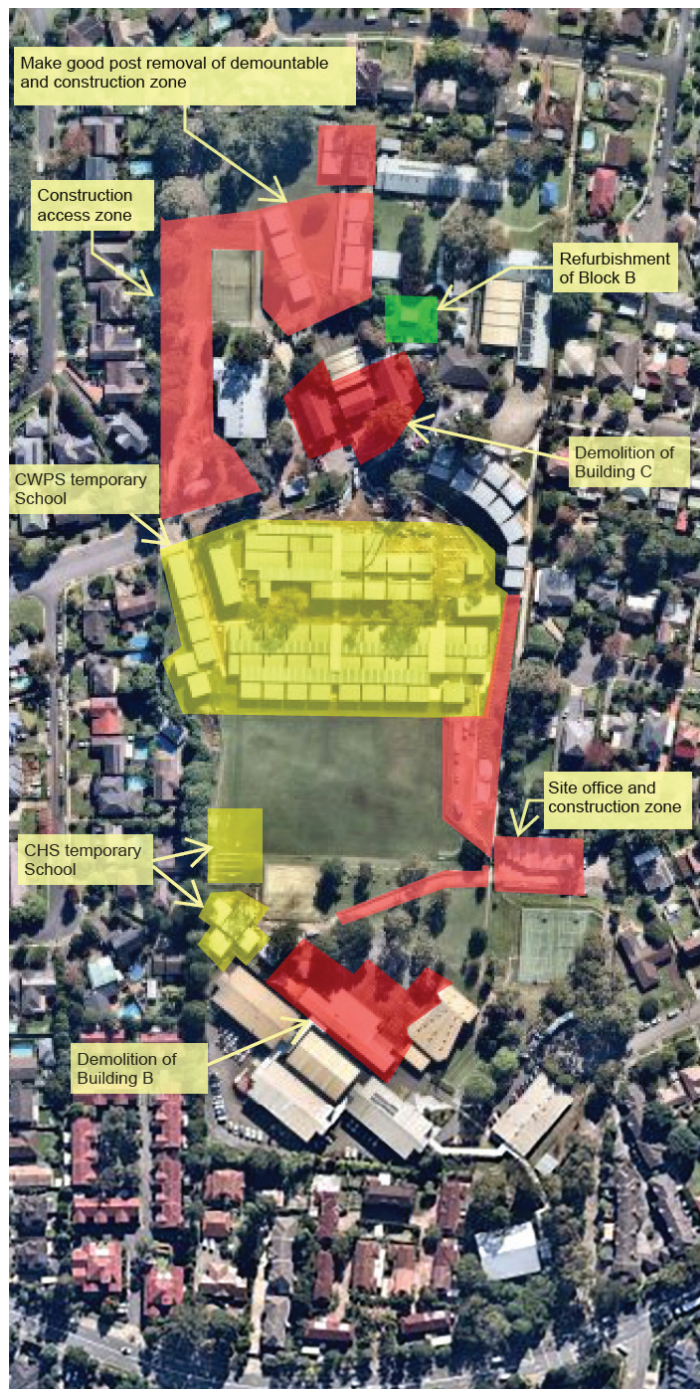 Make good post removal of demountable
and construction zone
Construction
access zone
Refurbishment
of Block B
Demolition of
Building C
CWPS temporary
School
Site office and
construction zone
CHS temporary
School
Demolition of
Building B